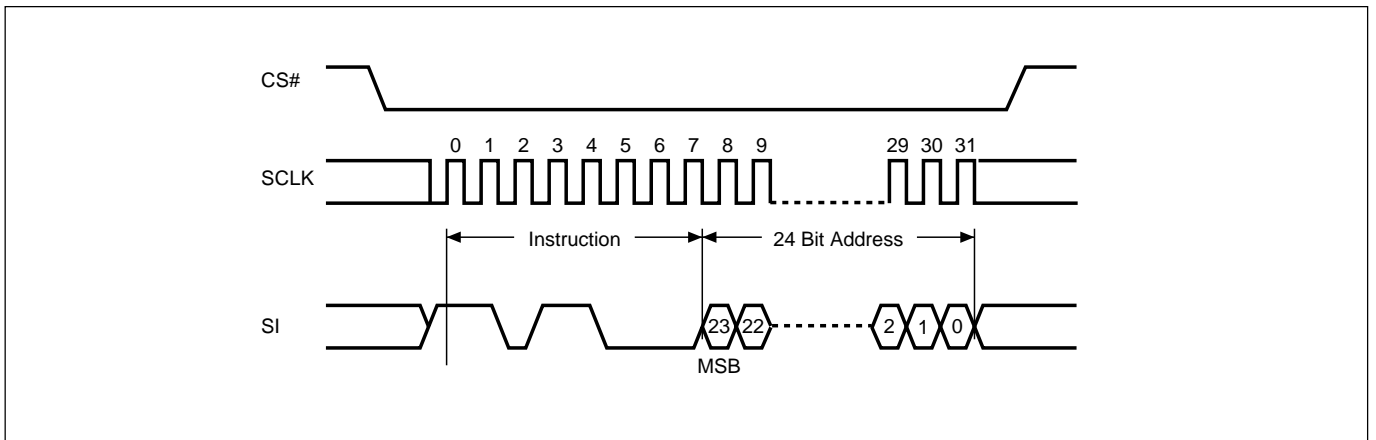 CS#
0 1 2 3 4 5 6 7 8 9 29 30 31
SCLK
Instruction 24 Bit Address
SI 23 22 2 1 0
MSB